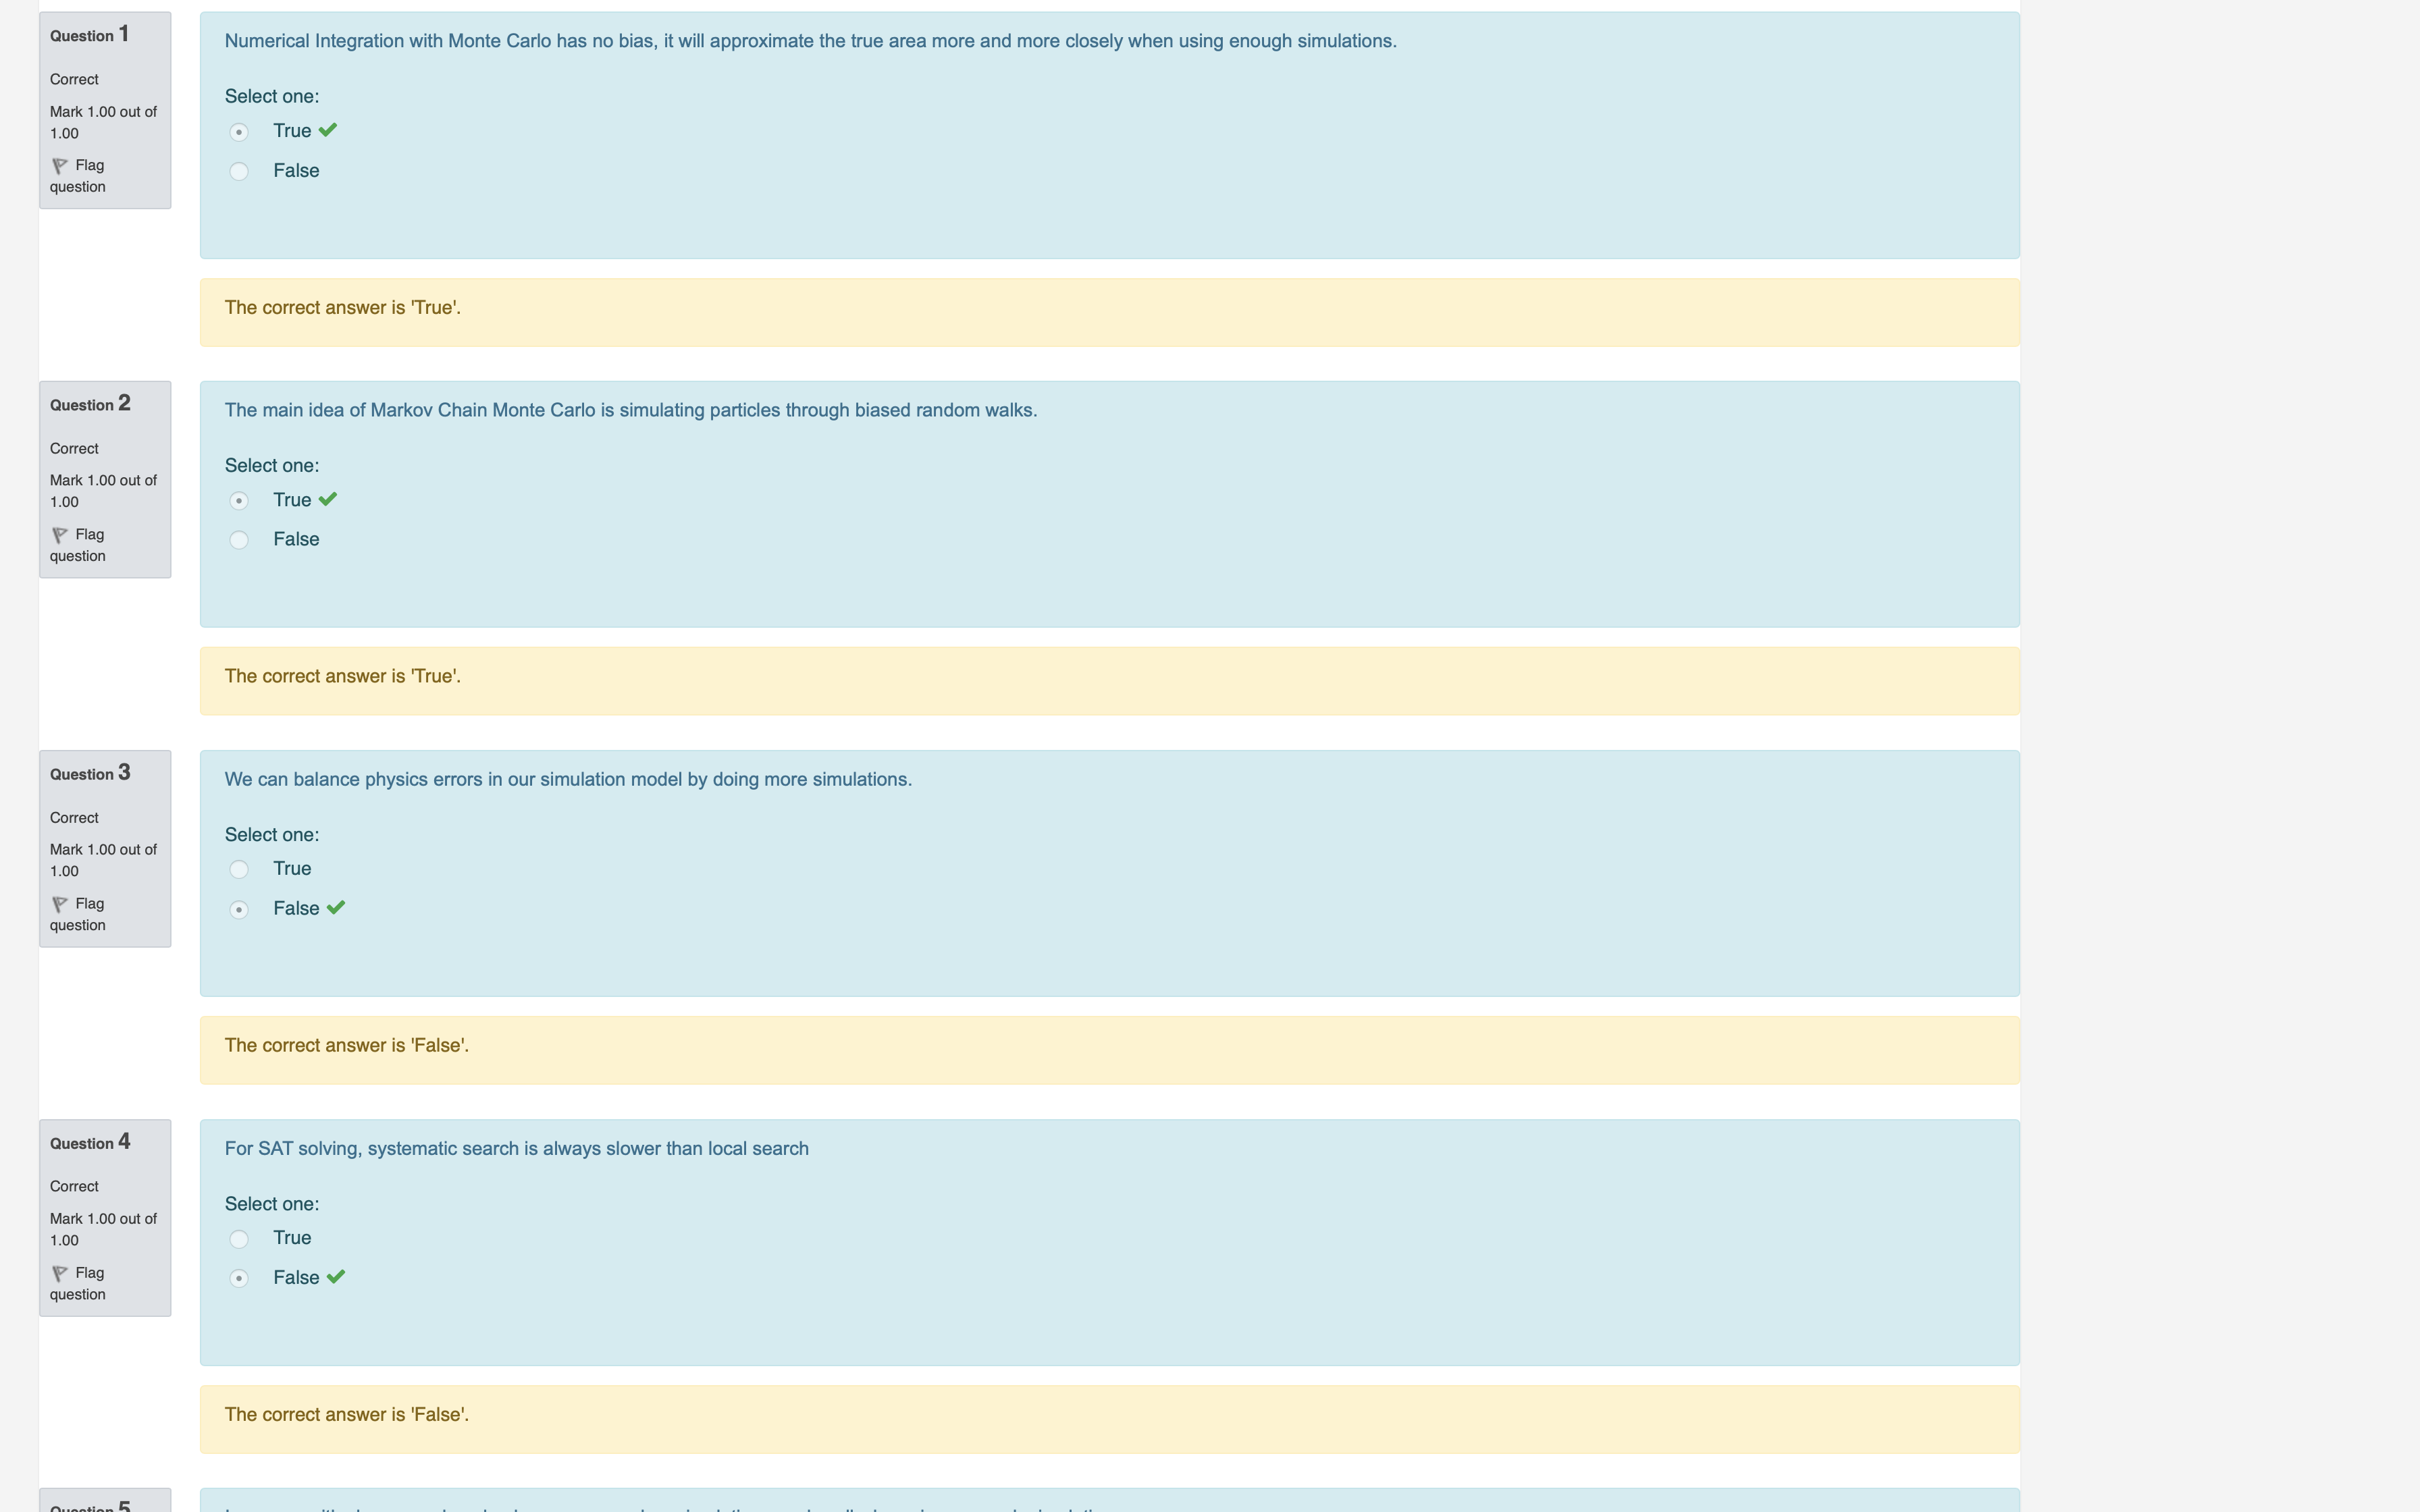 Question 1
Correct
Mark 1.00 out of
1.00
Flag
question
Numerical Integration with Monte Carlo has no bias, it will approximate the true area more and more closely when using enough simulations.
Select one:
True
False
The correct answer is 'True'.
Question 2
Correct
Mark 1.00 out of
1.00
Flag
question
The main idea of Markov Chain Monte Carlo is simulating particles through biased random walks.
Select one:
True
False
The correct answer is 'True'.
Question 3
Correct
Mark 1.00 out of
1.00
Flag
question
We can balance physics errors in our simulation model by doing more simulations.
Select one:
True
False
The correct answer is 'False'.
Question 4
Correct
Mark 1.00 out of
1.00
Flag
question
For SAT solving, systematic search is always slower than local search
Select one:
True
False
The correct answer is 'False'.
Question 5